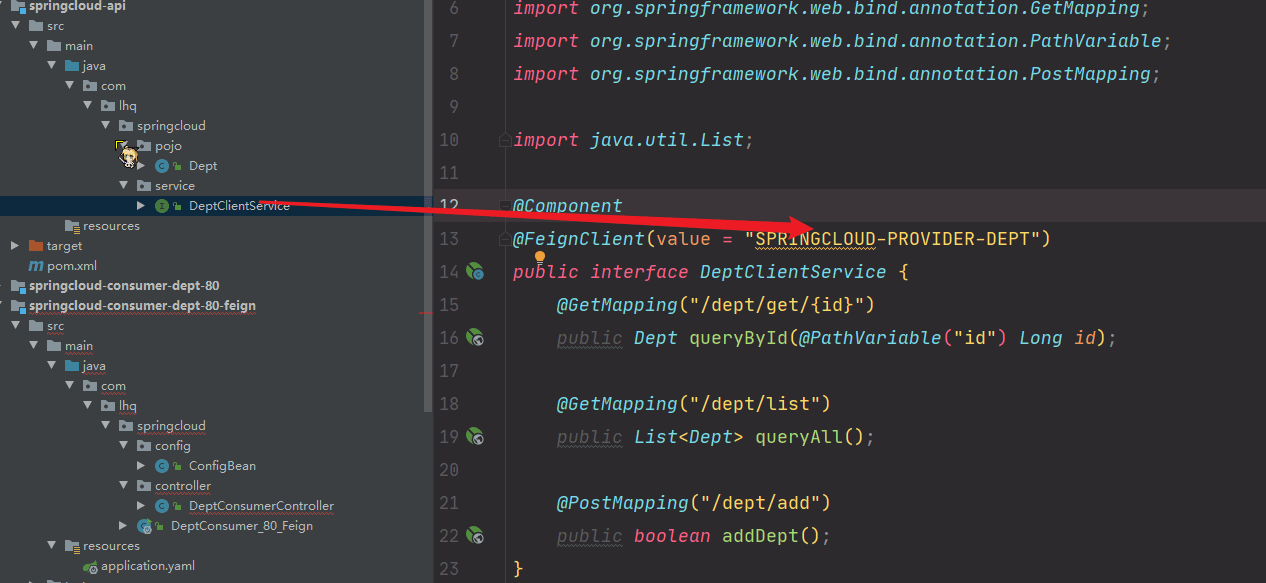 springcloud-api
src
main
java
com
lhq
springcloud
pojo
Dept
service
DeptClientService
resources
target
pom.xml
springcloud-consumer-dept-80
springcloud-consumer-dept-80-feign
src
main
java
com
lhq
springcloud
config
ConfigBean
controller
DeptConsumerController
DeptConsumer_80_Feign
resources
application.yaml
6 import org.springframework.web.bind.annotation.GetMapping;
7 import org.springframework.web.bind.annotation.PathVariable;
8 import org.springframework.web.bind.annotation.PostMapping;
9
10 import java.util.List;
11
12 @Component
13 @FeignClient(value = "SPRINGCLOUD-PROVIDER-DEPT")
14 public interface DeptClientService {
15 @GetMapping("/dept/get/{id}")
16 public Dept queryById(@PathVariable("id") Long id);
17
18 @GetMapping("/dept/list")
19 public List<Dept> queryAll();
20
21 @PostMapping("/dept/add")
22 public boolean addDept();
23 }